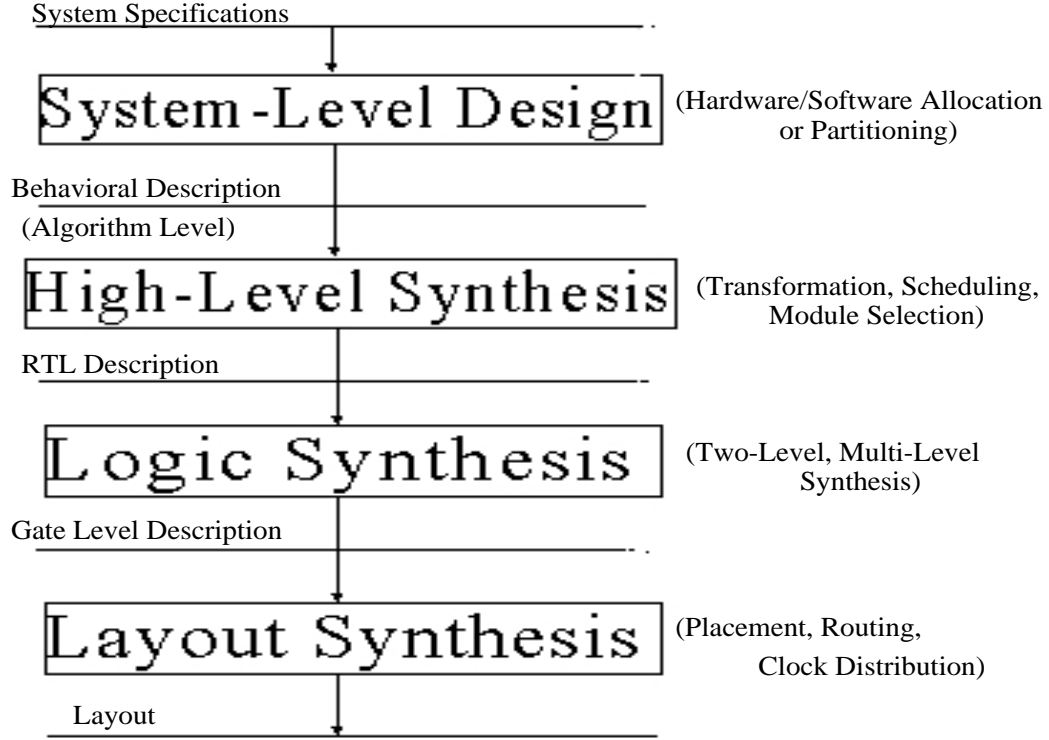 System Specifications
System-Level Design
(Hardware/Software Allocation
or Partitioning)
Behavioral Description
(Algorithm Level)
High-Level Synthesis
(Transformation, Scheduling,
Module Selection)
RTL Description
Logic Synthesis
(Two-Level, Multi-Level
Synthesis)
Gate Level Description
Layout Synthesis
(Placement, Routing,
Clock Distribution)
Layout